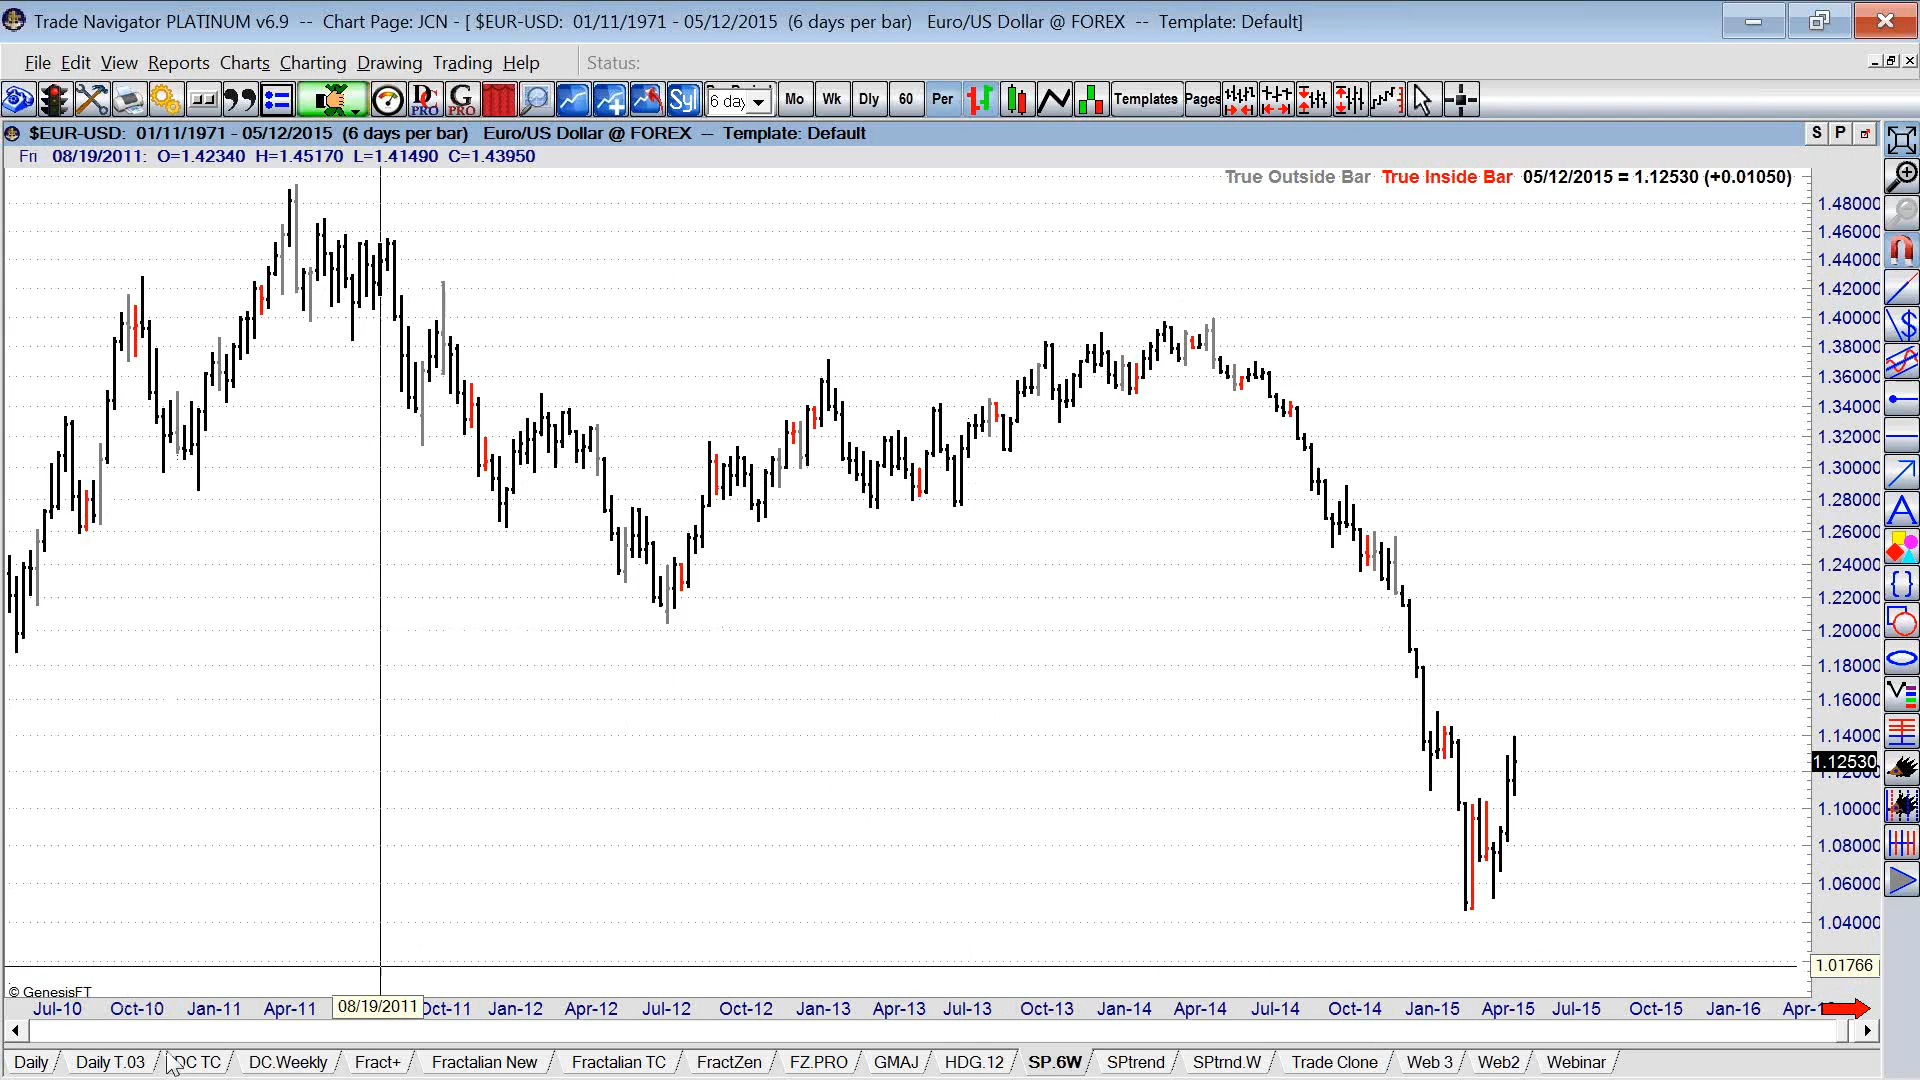 Trade Navigator PLATINUM v6.9 -- Chart Page: JCN - [ $EUR-USD: 01/11/1971 - 05/12/2015 (6 days per bar) Euro/US Dollar @ FOREX -- Template: Default]
File Edit View Reports Charts Charting Drawing Trading Help Status:
DC PRO G PRO Syl 6 Mo Wk Dly 60 Per Templates Pages
$EUR-USD: 01/11/1971 - 05/12/2015 (6 days per bar) Euro/US Dollar @ FOREX -- Template: Default S P
Fri 08/19/2011: O=1.42340 H=1.45170 L=1.41490 C=1.43950
True Outside Bar True Inside Bar 05/12/2015 = 1.12530 (+0.01050)
1.48000
1.46000
1.44000
1.42000
1.40000
1.38000
1.36000
1.34000
1.32000
1.30000
1.28000
1.26000
1.24000
1.22000
1.20000
1.18000
1.16000
1.14000
1.12530
1.12000
1.10000
1.08000
1.06000
1.04000
1.01766
© GenesisFT
Jul-10 Oct-10 Jan-11 Apr-11 08/19/2011 Oct-11 Jan-12 Apr-12 Jul-12 Oct-12 Jan-13 Apr-13 Jul-13 Oct-13 Jan-14 Apr-14 Jul-14 Oct-14 Jan-15 Apr-15 Jul-15 Oct-15 Jan-16
Daily Daily T.03 DC TC DC.Weekly Fract+ Fractalian New Fractalian TC FractZen FZ.PRO GMAJ HDG.12 SP.6W SPtrend SPtrnd.W Trade Clone Web 3 Web2 Webinar